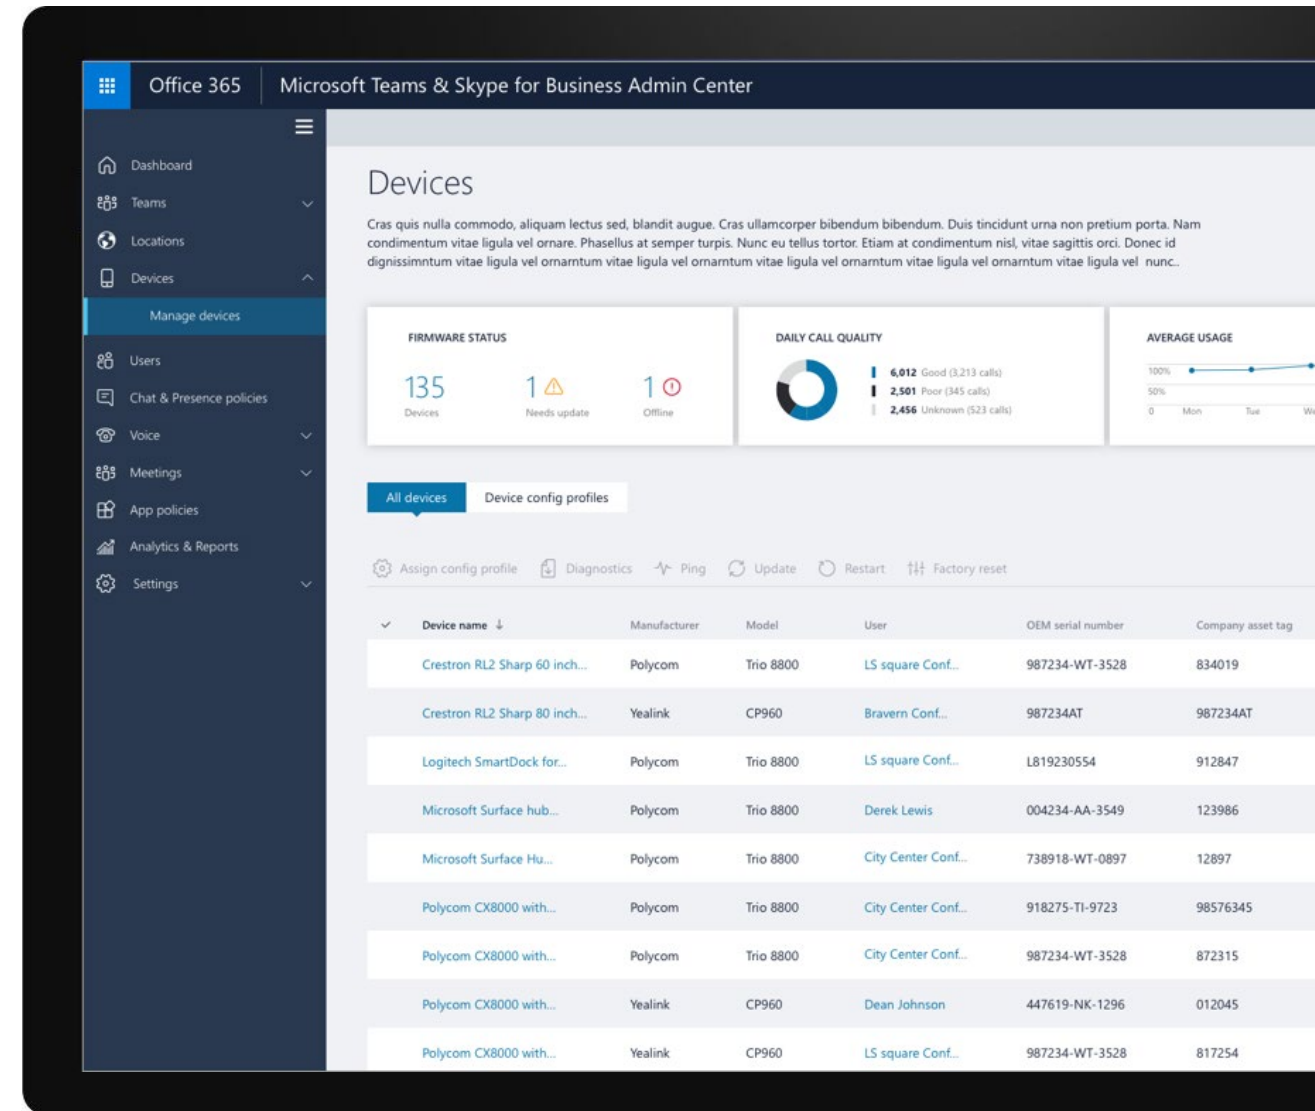 Office 365
Microsoft Teams & Skype for Business Admin Center
Dashboard
Teams
Locations
Devices
Manage devices
Users
Chat & Presence policies
Voice
Meetings
App policies
Analytics & Reports
Settings
Devices
Cras quis nulla commodo, aliquam lectus sed, blandit augue. Cras ullamcorper bibendum bibendum. Duis tincidunt urna non pretium porta. Nam
condimentum vitae ligula vel ornare. Phasellus at semper turpis. Nunc eu tellus tortor. Etiam at condimentum nisl, vitae sagittis orci. Donec id
dignissimntum vitae ligula vel ornarntum vitae ligula vel ornarntum vitae ligula vel ornarntum vitae ligula vel ornarntum vitae ligula vel nunc..
FIRMWARE STATUS
135 1 1
Devices Needs update Offline
DAILY CALL QUALITY
6,012 Good (3,213 calls)
2,501 Poor (345 calls)
2,456 Unknown (523 calls)
AVERAGE USAGE
100%
50%
0 Mon Tue We
All devices Device config profiles
Assign config profile Diagnostics Ping Update Restart Factory reset
Device name ↓ Manufacturer Model User OEM serial number Company asset tag
Crestron RL2 Sharp 60 inch... Polycom Trio 8800 LS square Conf... 987234-WT-3528 834019
Crestron RL2 Sharp 80 inch... Yealink CP960 Bravern Conf... 987234AT 987234AT
Logitech SmartDock for... Polycom Trio 8800 LS square Conf... L819230554 912847
Microsoft Surface hub... Polycom Trio 8800 Derek Lewis 004234-AA-3549 123986
Microsoft Surface Hu... Polycom Trio 8800 City Center Conf... 738918-WT-0897 12897
Polycom CX8000 with... Polycom Trio 8800 City Center Conf... 918275-TI-9723 98576345
Polycom CX8000 with... Polycom Trio 8800 City Center Conf... 987234-WT-3528 872315
Polycom CX8000 with... Yealink CP960 Dean Johnson 447619-NK-1296 012045
Polycom CX8000 with... Yealink CP960 LS square Conf... 987234-WT-3528 817254